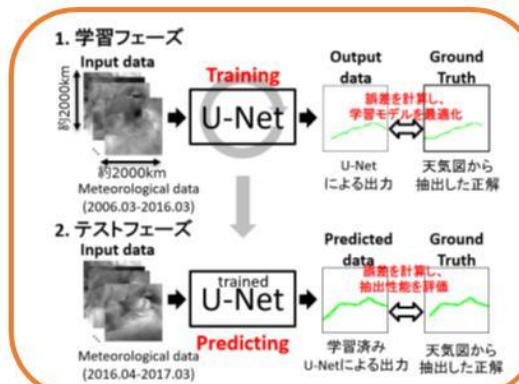 1. 学習フェーズ
Input data
約2000km
約2000km
Meteorological data
(2006.03-2016.03)
Training
U-Net
Output
data
Ground
Truth
誤差を計算し、
学習モデルを最適化
U-Net
による出力
天気図から
抽出した正解
2. テストフェーズ
Input data
Meteorological data
(2016.04-2017.03)
trained
U-Net
Predicting
Predicted
data
Ground
Truth
誤差を計算し、
抽出性能を評価
学習済み
U-Netによる出力
天気図から
抽出した正解